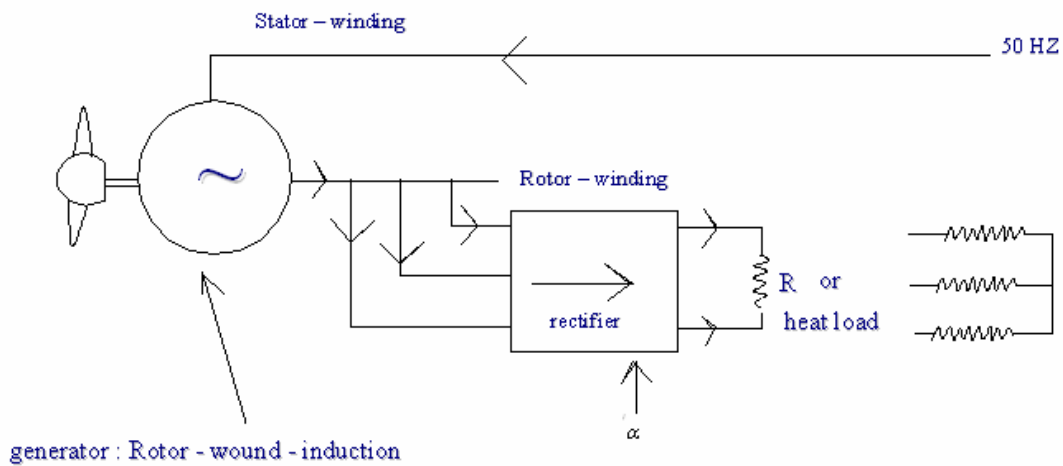 Stator – winding
50 HZ
~
Rotor – winding
rectifier
R or
heat load
α
generator : Rotor - wound - induction